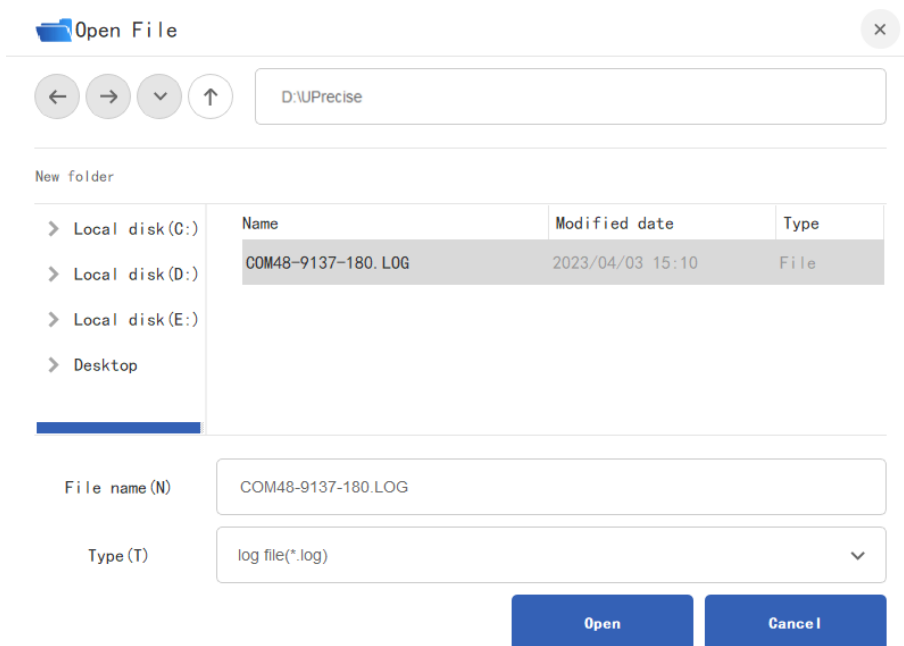 Open File
D:\UPrecise
New folder
Local disk(C:)
Local disk(D:)
Local disk(E:)
Desktop
Name Modified date Type
COM48-9137-180.LOG 2023/04/03 15:10 File
File name(N) COM48-9137-180.LOG
Type(T) log file(*.log)
Open Cancel